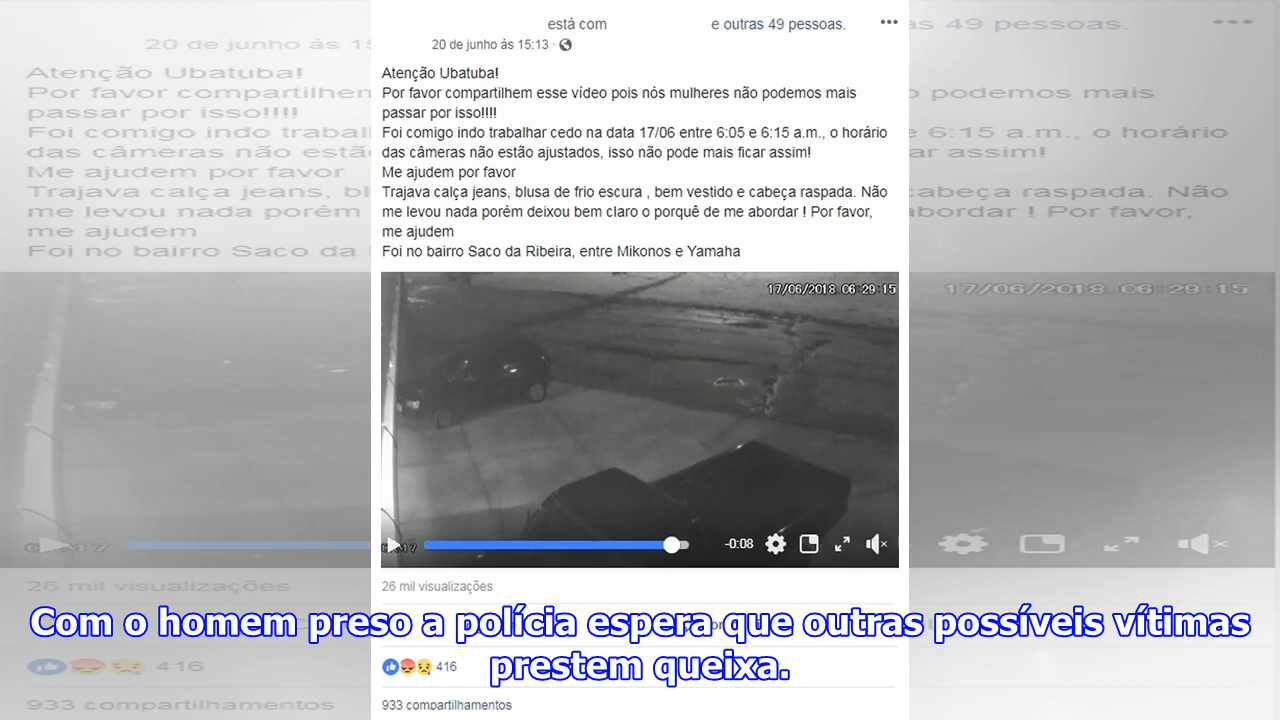 está com e outras 49 pessoas.
20 de junho às 15:13
Atenção Ubatuba!
Por favor compartilhem esse vídeo pois nós mulheres não podemos mais
passar por isso!!!!
Foi comigo indo trabalhar cedo na data 17/06 entre 6:05 e 6:15 a.m., o horário
das câmeras não estão ajustados, isso não pode mais ficar assim!
Me ajudem por favor
Trajava calça jeans, blusa de frio escura , bem vestido e cabeça raspada. Não
me levou nada porém deixou bem claro o porquê de me abordar ! Por favor,
me ajudem
Foi no bairro Saco da Ribeira, entre Mikonos e Yamaha
17/06/2018 06:29:15
-0:08
26 mil visualizações
Com o homem preso a polícia espera que outras possíveis vítimas
prestem queixa.
416
933 compartilhamentos